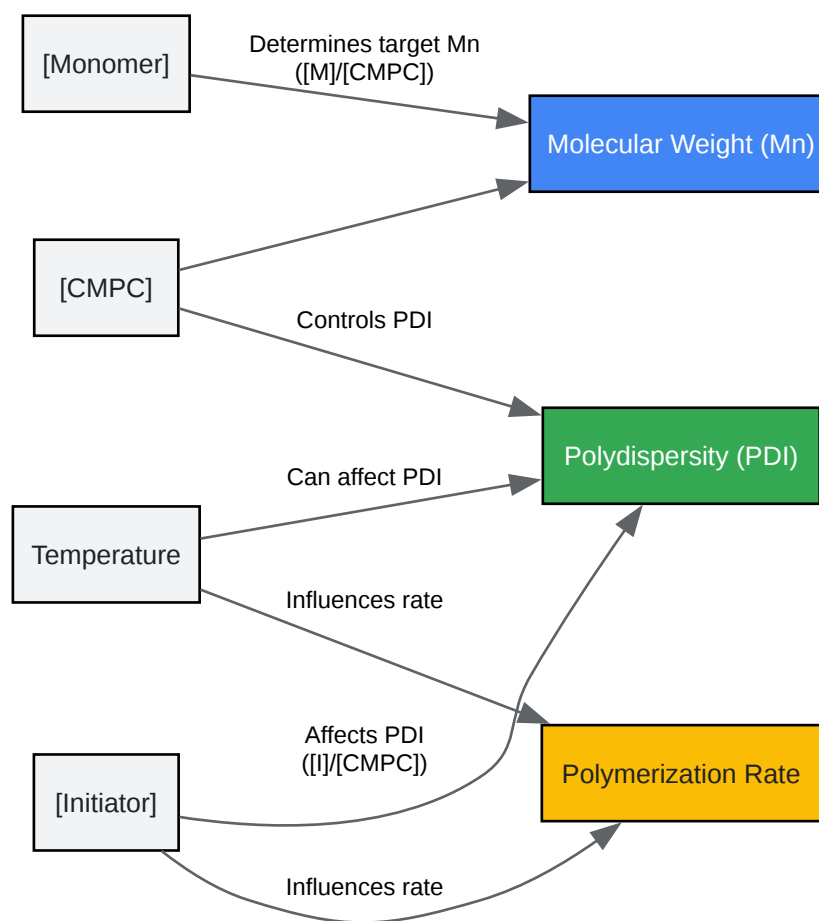 [Monomer]
Determines target Mn
([M]/[CMPC])
Molecular Weight (Mn)
[CMPC]
Controls PDI
Polydispersity (PDI)
Can affect PDI
Temperature
Influences rate
Affects PDI
([I]/[CMPC])
Polymerization Rate
[Initiator]
Influences rate